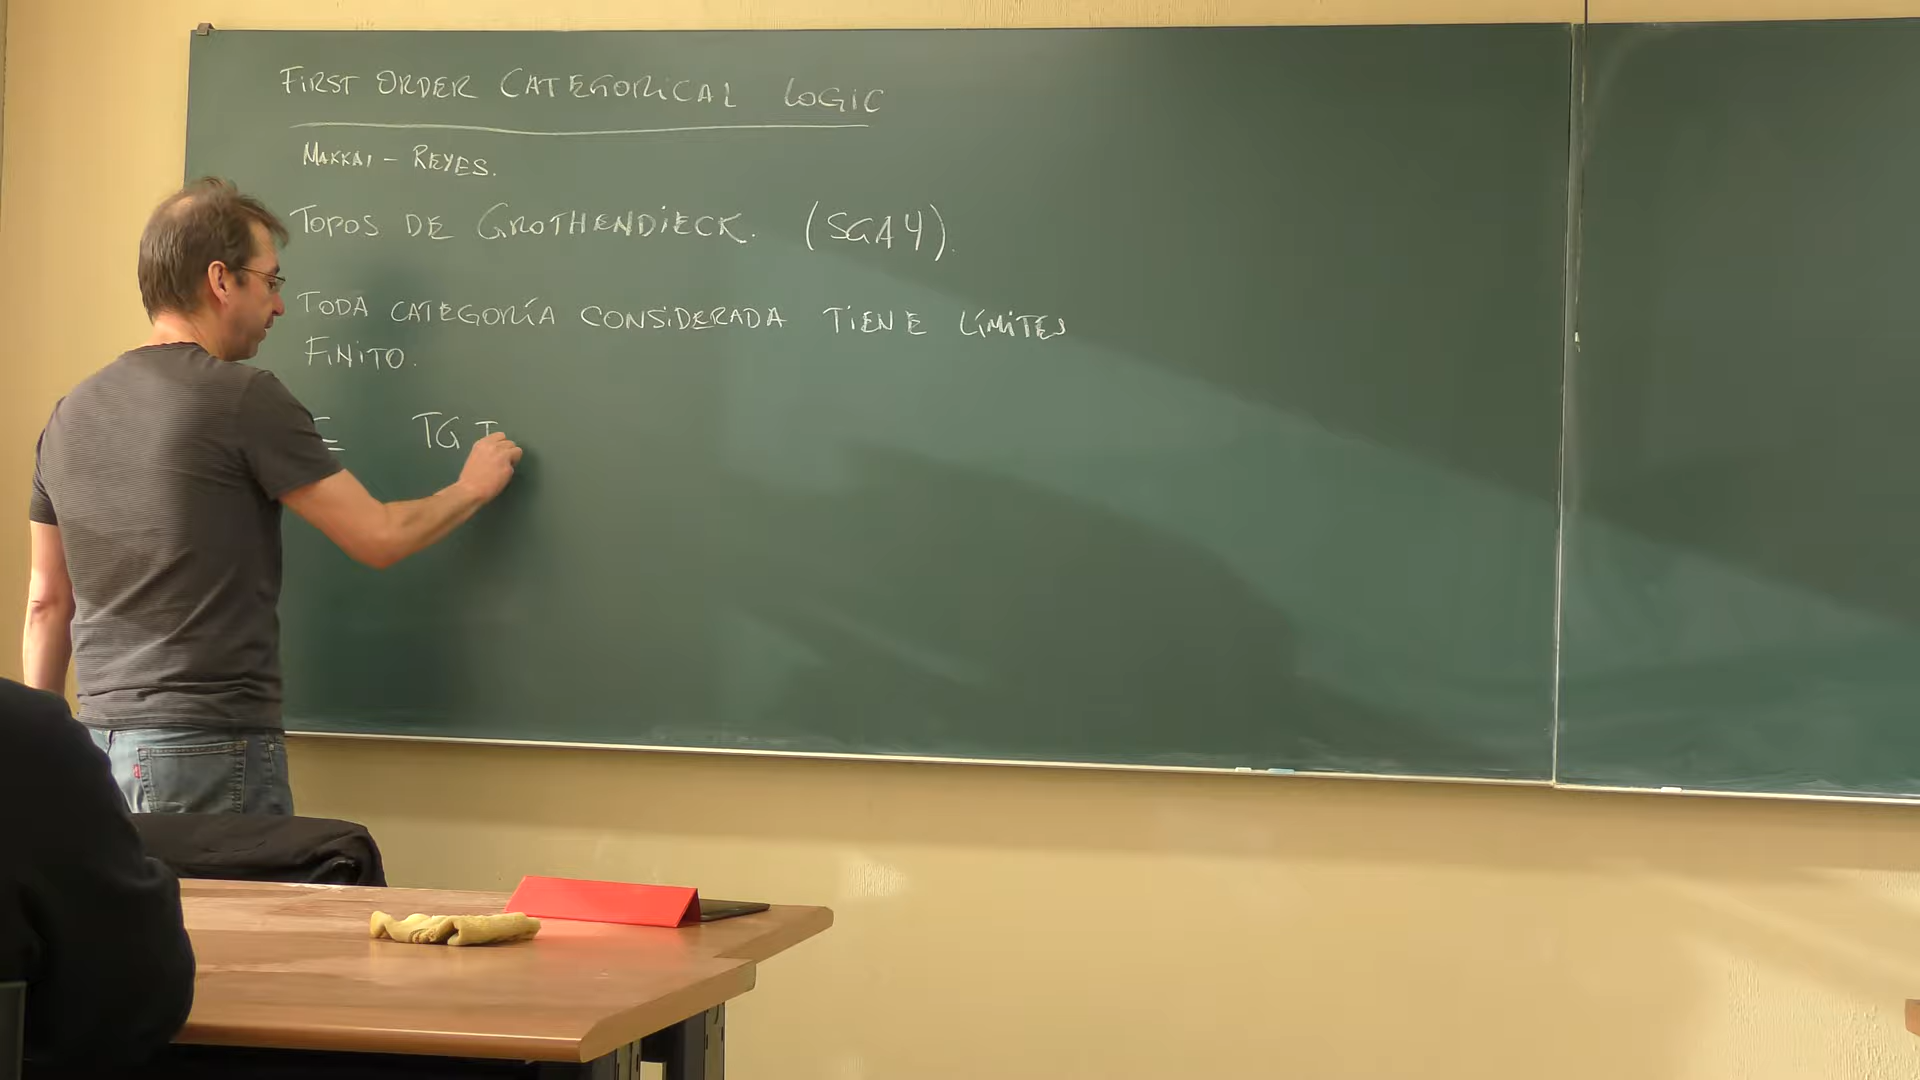 FIRST ORDER CATEGORICAL LOGIC
MAKKAI - REYES.
TOPOS DE GROTHENDIECK. (SGA4).
TODA CATEGORÍA CONSIDERADA TIENE LÍMITES
FINITO.
TG